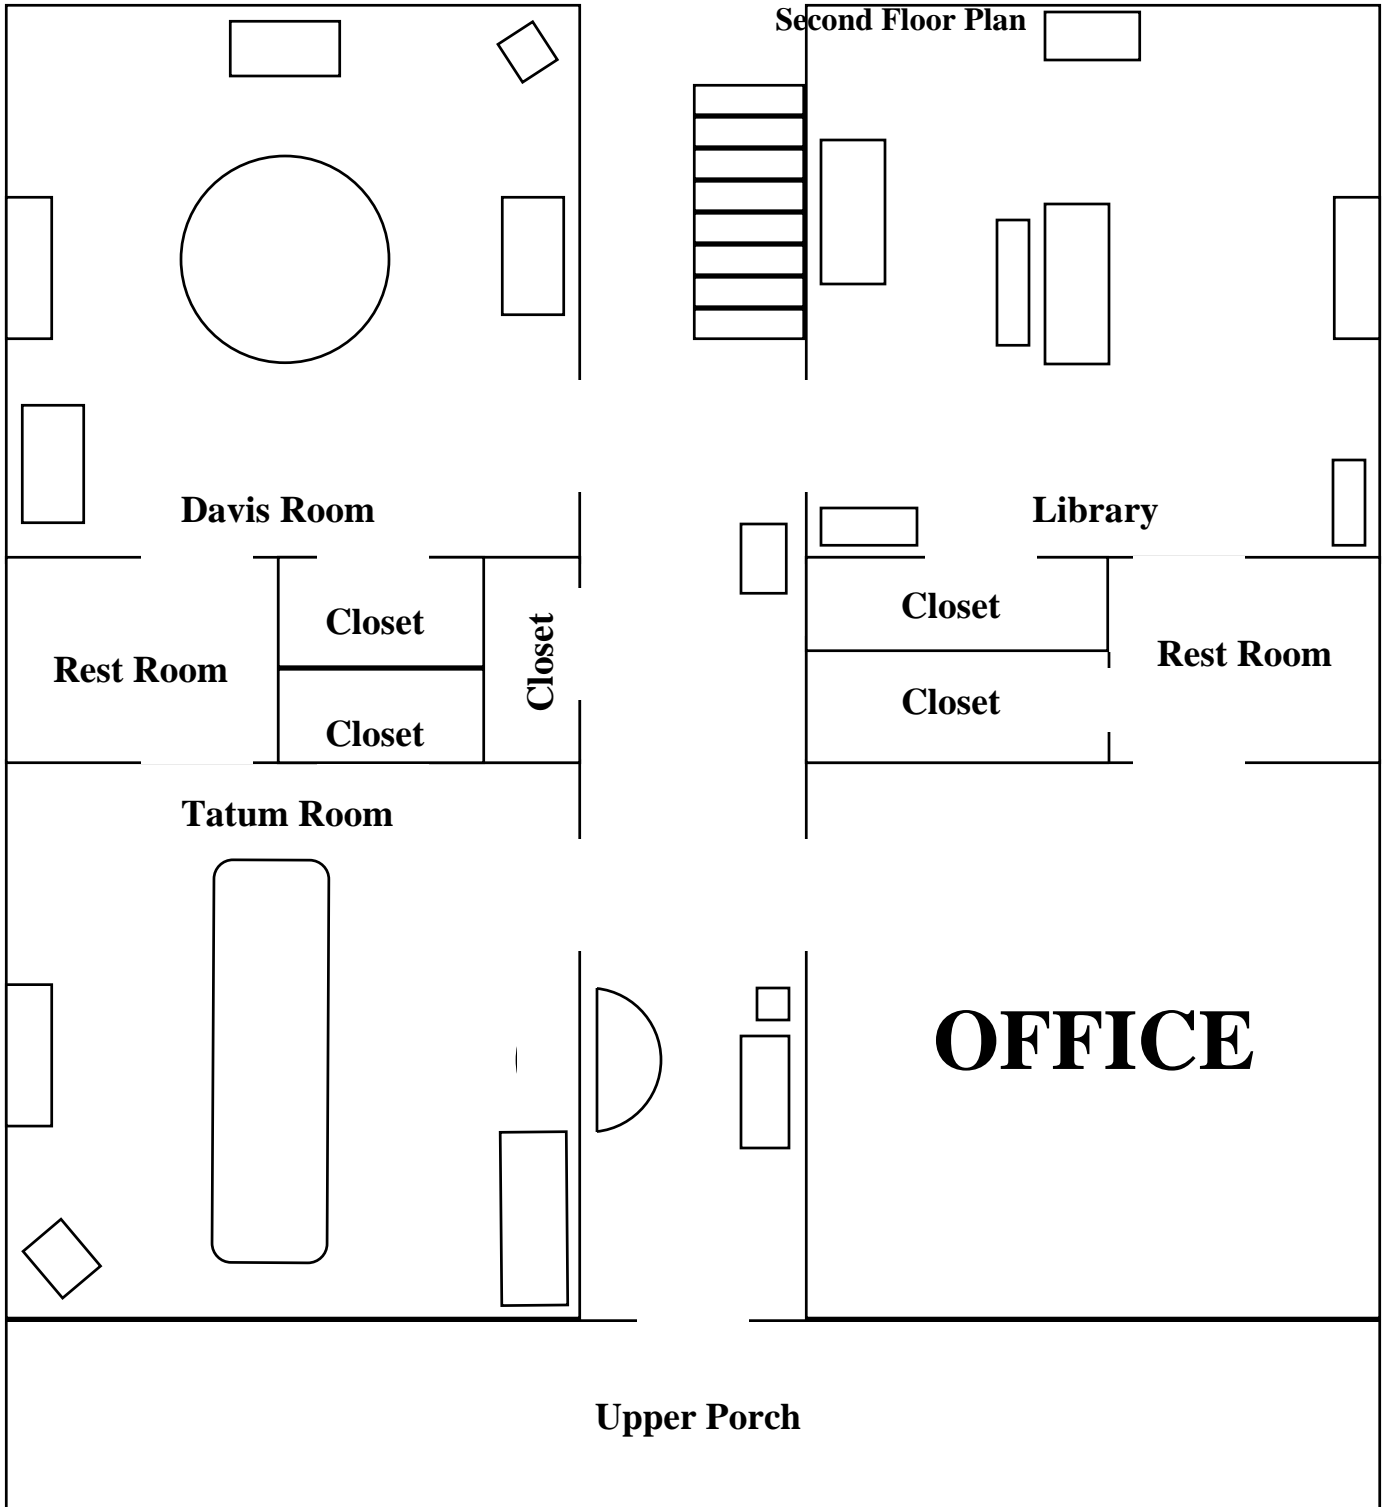 Second Floor Plan
Davis Room
Library
Closet
Closet
Closet
Rest Room
Rest Room
Closet
Closet
Tatum Room
OFFICE
Upper Porch